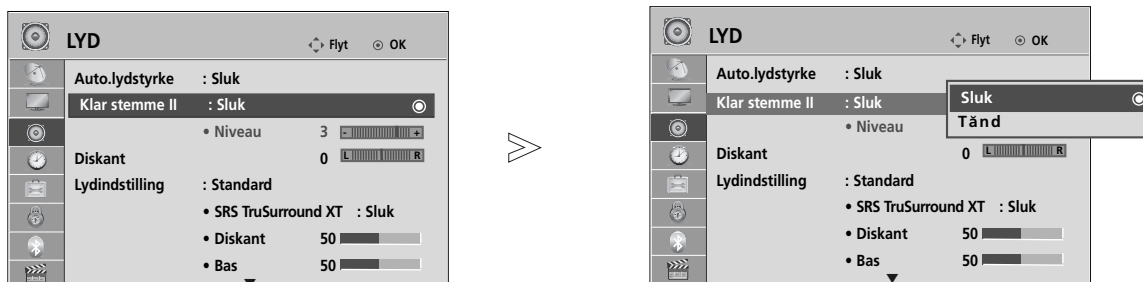 LYD
Flyt OK
Auto.lydstyrke : Sluk
Klar stemme II : Sluk
• Niveau 3 - +
Diskant 0 L R
Lydindstilling : Standard
• SRS TruSurround XT : Sluk
• Diskant 50
• Bas 50
LYD
Flyt OK
Auto.lydstyrke : Sluk
Klar stemme II : Sluk
Sluk
Tănd
• Niveau
Diskant 0 L R
Lydindstilling : Standard
• SRS TruSurround XT : Sluk
• Diskant 50
• Bas 50